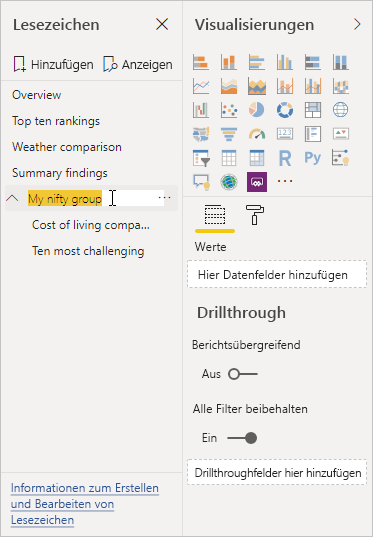 Lesezeichen
Hinzufügen
Anzeigen
Overview
Top ten rankings
Weather comparison
Summary findings
My nifty group
Cost of living compa...
Ten most challenging
Informationen zum Erstellen
und Bearbeiten von
Lesezeichen
Visualisierungen
123
R
Py
Werte
Hier Datenfelder hinzufügen
Drillthrough
Berichtsübergreifend
Aus
Alle Filter beibehalten
Ein
Drillthroughfelder hier hinzufügen